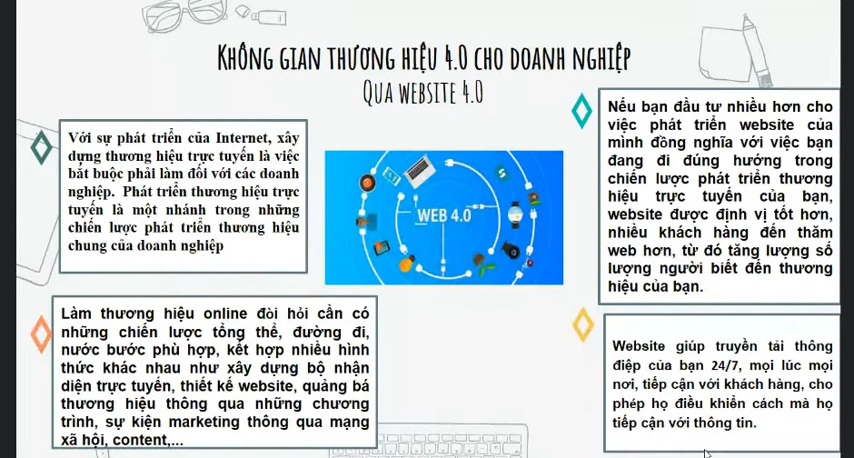 KHÔNG GIAN THƯƠNG HIỆU 4.0 CHO DOANH NGHIỆP
QUA WEBSITE 4.0
Với sự phát triển của Internet, xây
dựng thương hiệu trực tuyến là việc
bắt buộc phải làm đối với các doanh
nghiệp. Phát triển thương hiệu trực
tuyến là một nhánh trong những
chiến lược phát triển thương hiệu
chung của doanh nghiệp
WEB 4.0
Nếu bạn đầu tư nhiều hơn cho
việc phát triển website của
mình đồng nghĩa với việc bạn
đang đi đúng hướng trong
chiến lược phát triển thương
hiệu trực tuyến của bạn,
website được định vị tốt hơn,
nhiều khách hàng đến thăm
web hơn, từ đó tăng lượng số
lượng người biết đến thương
hiệu của bạn.
Làm thương hiệu online đòi hỏi cần có
những chiến lược tổng thể, đường đi,
nước bước phù hợp, kết hợp nhiều hình
thức khác nhau như xây dựng bộ nhận
diện trực tuyến, thiết kế website, quảng bá
thương hiệu thông qua những chương
trình, sự kiện marketing thông qua mạng
xã hội, content,...
Website giúp truyền tải thông
điệp của bạn 24/7, mọi lúc mọi
nơi, tiếp cận với khách hàng, cho
phép họ điều khiển cách mà họ
tiếp cận với thông tin.